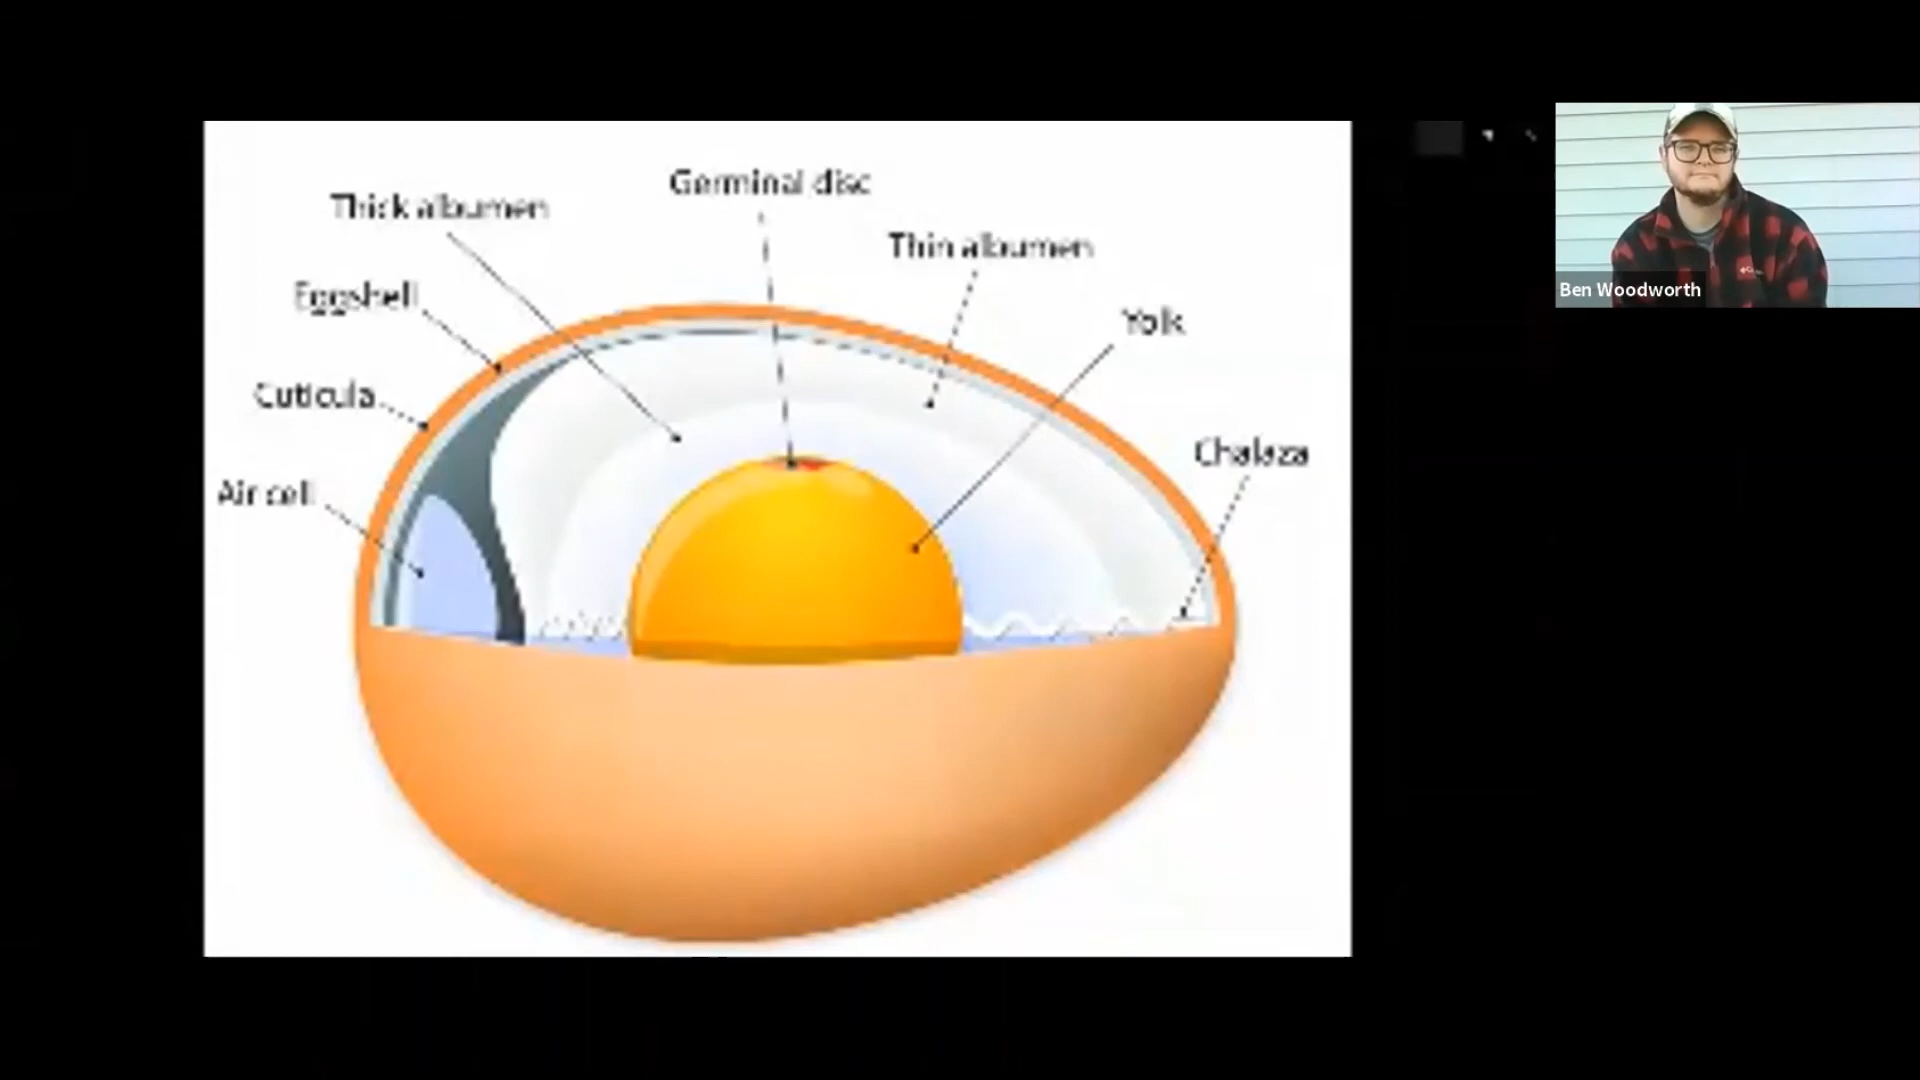 Germinal disc
Thick albumen
Thin albumen
Eggshell
Yolk
Cuticula
Chalaza
Air cell
Ben Woodworth